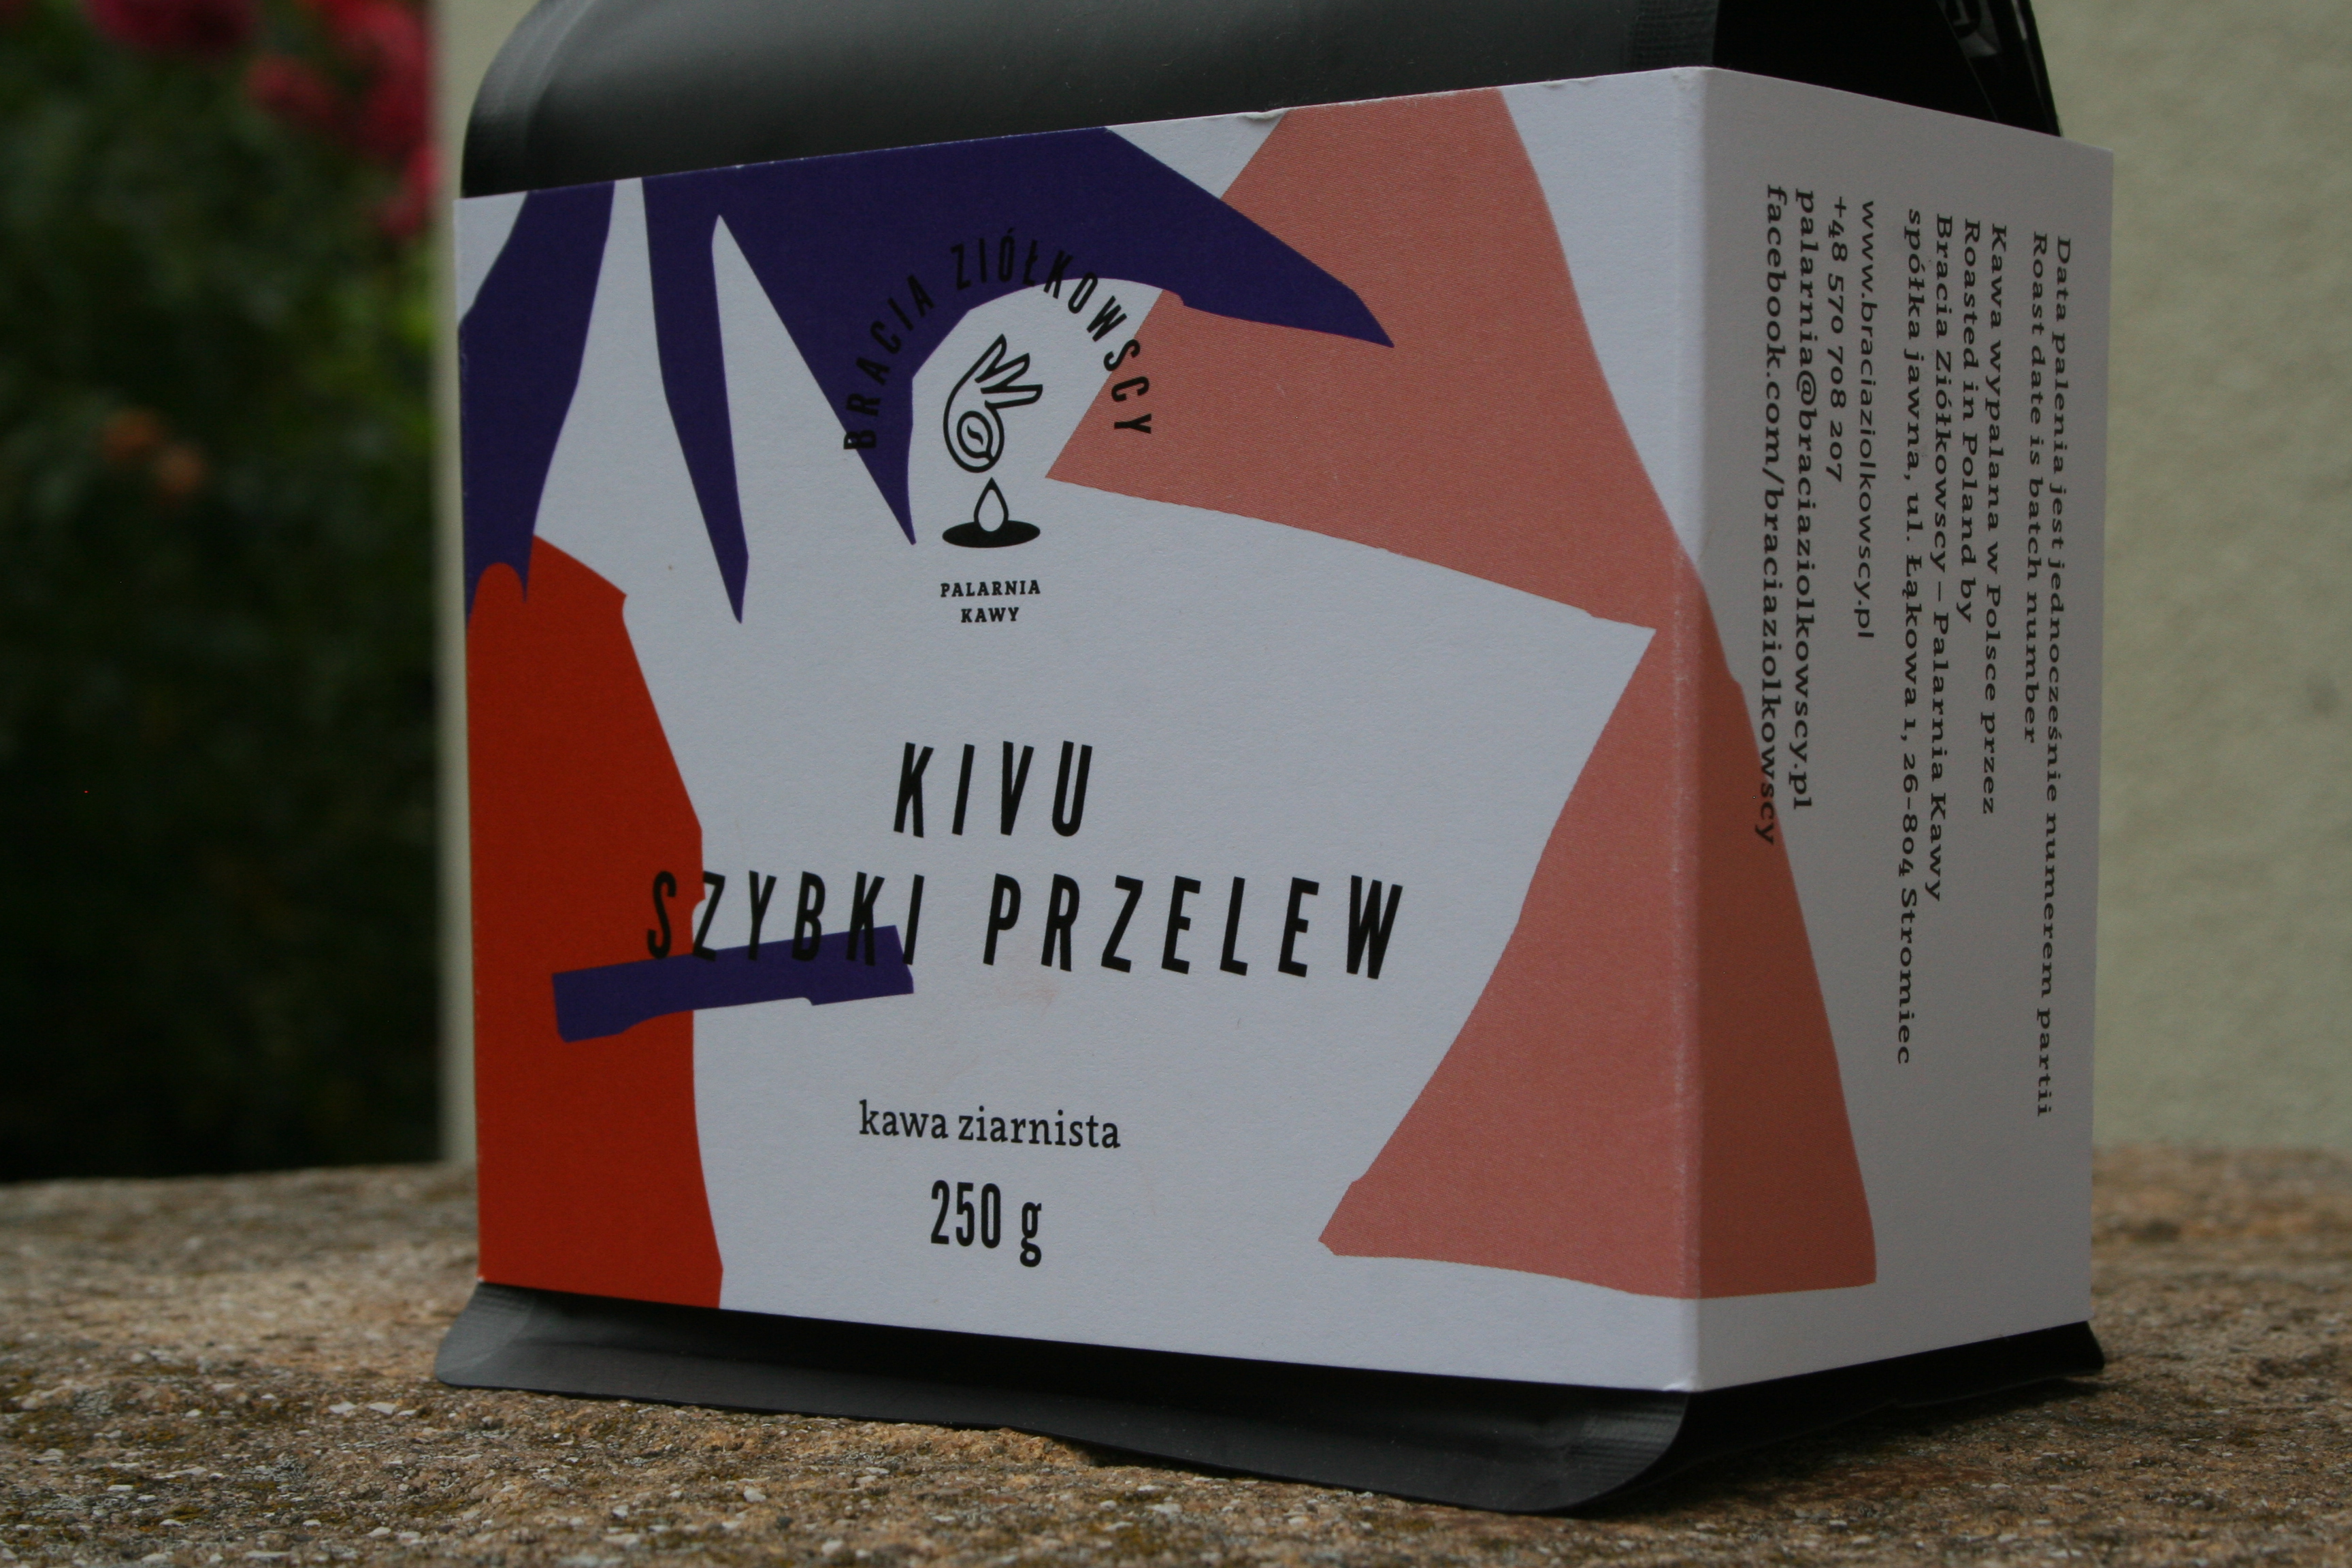 BRACIA ZIÓŁKOWSCY
PALARNIA
KAWY
KIVU
SZYBKI PRZELEW
kawa ziarnista
250 g
Data palenia jest jednocześnie numerem partii
Roast date is batch number
Kawa wypalana w Polsce przez
Roasted in Poland by
Bracia Ziółkowscy – Palarnia Kawy
spółka jawna, ul. Łąkowa 1, 26-804 Stromiec
www.braciaziolkowscy.pl
+48 570 708 207
palarnia@braciaziolkowscy.pl
facebook.com/braciaziolkowscy